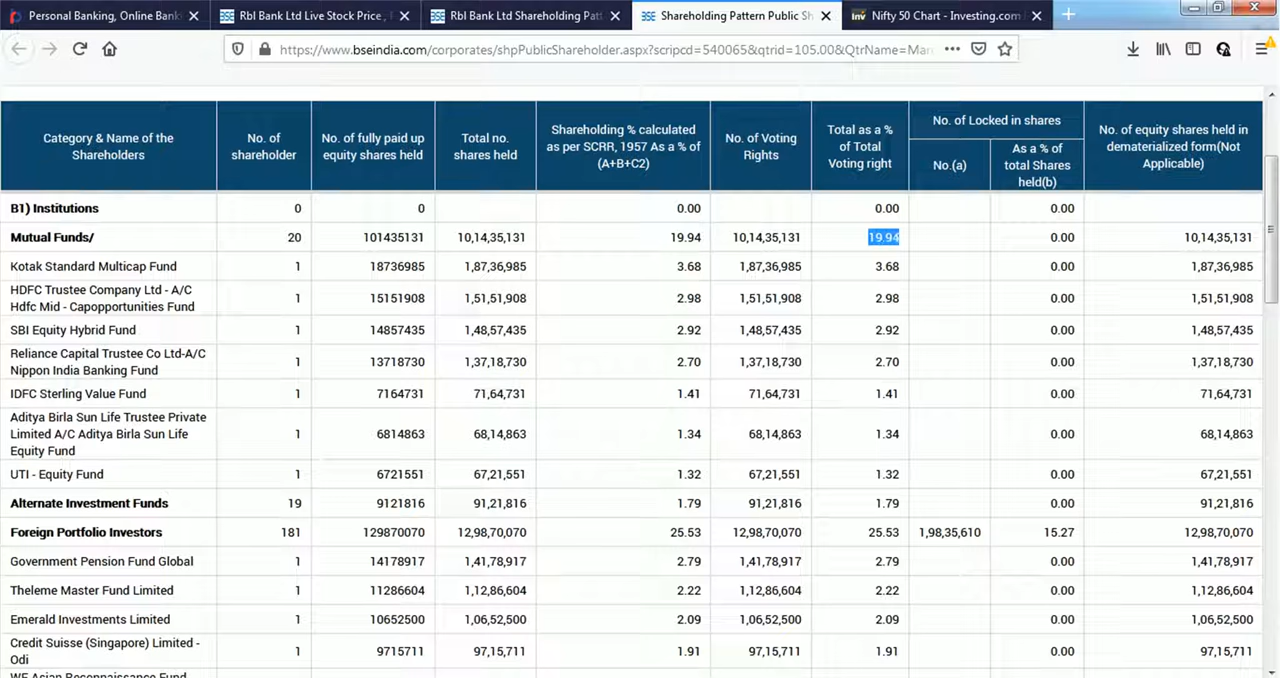 Personal Banking, Online Bank
Rbl Bank Ltd Live Stock Price ,
Rbl Bank Ltd Shareholding Patt
Shareholding Pattern Public Sh
Nifty 50 Chart - Investing.com
https://www.bseindia.com/corporates/shpPublicShareholder.aspx?scripcd=540065&qtrid=105.00&QtrName=Mar
Category & Name of the
Shareholders
No. of
shareholder
No. of fully paid up
equity shares held
Total no.
shares held
Shareholding % calculated
as per SCRR, 1957 As a % of
(A+B+C2)
No. of Voting
Rights
Total as a %
of Total
Voting right
No. of Locked in shares
No.(a)
As a % of
total Shares
held(b)
No. of equity shares held in
dematerialized form(Not
Applicable)
B1) Institutions 0 0 0.00 0.00 0.00
Mutual Funds/ 20 101435131 10,14,35,131 19.94 10,14,35,131 19.94 0.00 10,14,35,131
Kotak Standard Multicap Fund 1 18736985 1,87,36,985 3.68 1,87,36,985 3.68 0.00 1,87,36,985
HDFC Trustee Company Ltd - A/C
Hdfc Mid - Capopportunities Fund 1 15151908 1,51,51,908 2.98 1,51,51,908 2.98 0.00 1,51,51,908
SBI Equity Hybrid Fund 1 14857435 1,48,57,435 2.92 1,48,57,435 2.92 0.00 1,48,57,435
Reliance Capital Trustee Co Ltd-A/C
Nippon India Banking Fund 1 13718730 1,37,18,730 2.70 1,37,18,730 2.70 0.00 1,37,18,730
IDFC Sterling Value Fund 1 7164731 71,64,731 1.41 71,64,731 1.41 0.00 71,64,731
Aditya Birla Sun Life Trustee Private
Limited A/C Aditya Birla Sun Life
Equity Fund 1 6814863 68,14,863 1.34 68,14,863 1.34 0.00 68,14,863
UTI - Equity Fund 1 6721551 67,21,551 1.32 67,21,551 1.32 0.00 67,21,551
Alternate Investment Funds 19 9121816 91,21,816 1.79 91,21,816 1.79 0.00 91,21,816
Foreign Portfolio Investors 181 129870070 12,98,70,070 25.53 12,98,70,070 25.53 1,98,35,610 15.27 12,98,70,070
Government Pension Fund Global 1 14178917 1,41,78,917 2.79 1,41,78,917 2.79 0.00 1,41,78,917
Theleme Master Fund Limited 1 11286604 1,12,86,604 2.22 1,12,86,604 2.22 0.00 1,12,86,604
Emerald Investments Limited 1 10652500 1,06,52,500 2.09 1,06,52,500 2.09 0.00 1,06,52,500
Credit Suisse (Singapore) Limited -
Odi 1 9715711 97,15,711 1.91 97,15,711 1.91 0.00 97,15,711
WF Asian Reconnaissance Fund